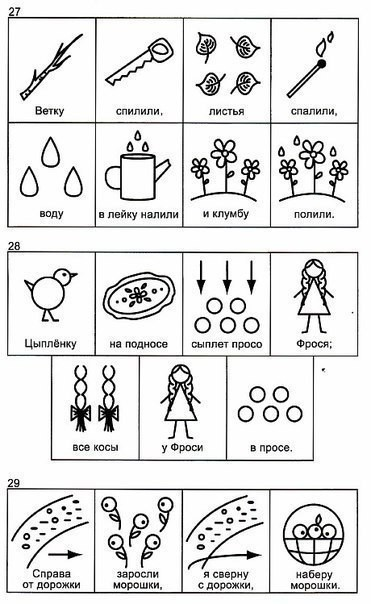 27
Ветку спилили, листья спалили,
воду в лейку налили и клумбу полили.
28
Цыплёнку на подносе сыплет просо Фрося;
все косы у Фроси в просе.
29
Справа заросли я сверну наберу
от дорожки морошки, с дорожки, морошки.